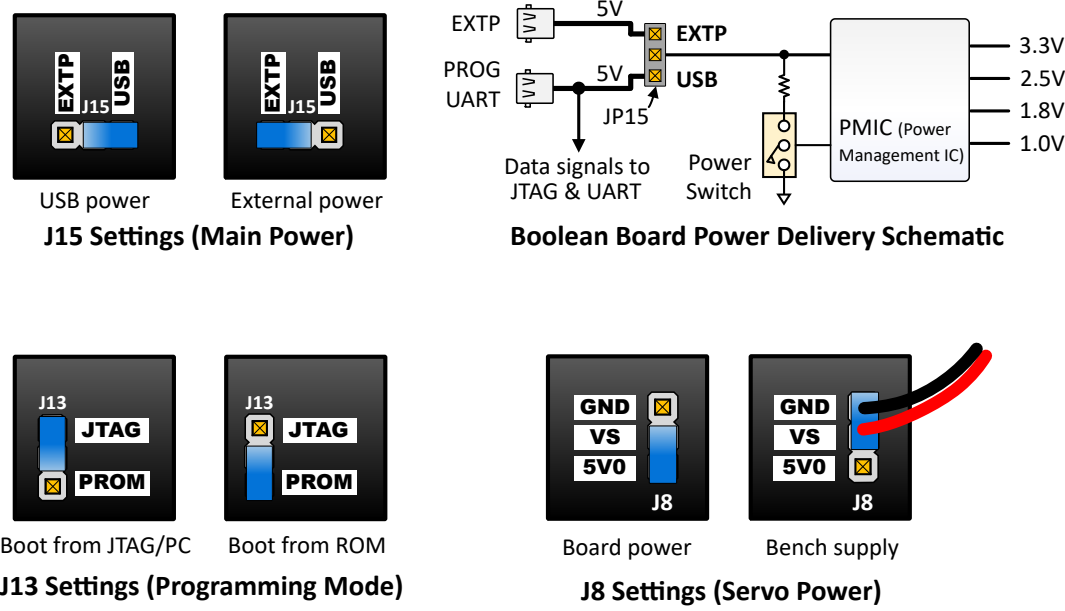 EXTP
J15
USB
USB power
EXTP
J15
USB
External power
J15 Settings (Main Power)
EXTP
5V
EXTP
PROG
UART
5V
USB
JP15
Data signals to
JTAG & UART
Power
Switch
PMIC (Power
Management IC)
3.3V
2.5V
1.8V
1.0V
Boolean Board Power Delivery Schematic
J13
JTAG
PROM
Boot from JTAG/PC
J13
JTAG
PROM
Boot from ROM
J13 Settings (Programming Mode)
GND
VS
5V0
J8
Board power
GND
VS
5V0
J8
Bench supply
J8 Settings (Servo Power)